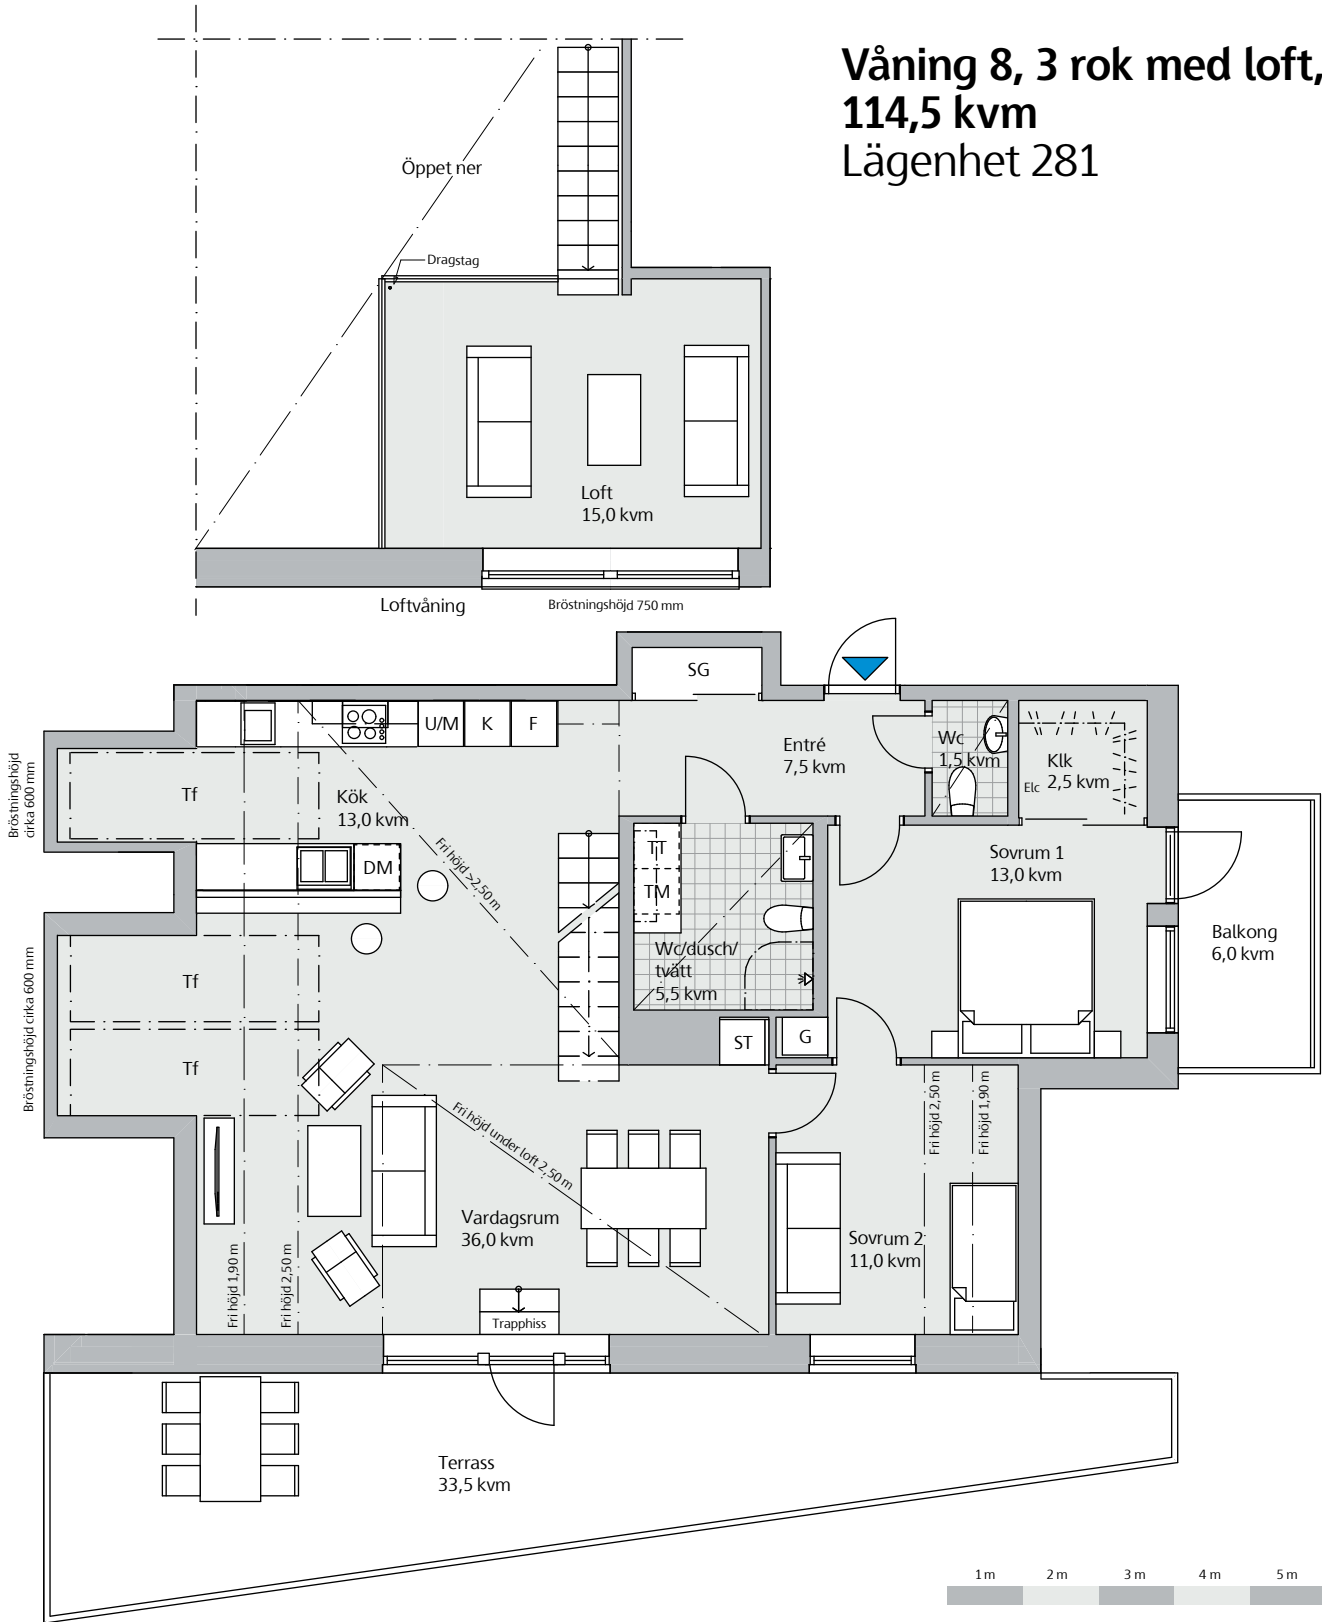 Våning 8, 3 rok med loft,
114,5 kvm
Lägenhet 281
Öppet ner
Dragstag
Loft
15,0 kvm
Loftvåning
Bröstningshöjd 750 mm
SG
U/M
K
F
Entré
7,5 kvm
Wc
1,5 kvm
Klk
2,5 kvm
Elc
Bröstningshöjd
cirka 600 mm
Tf
Kök
13,0 kvm
Fri höjd >2,50 m
DM
TT
TM
Sovrum 1
13,0 kvm
Balkong
6,0 kvm
Wc/dusch/
tvätt
5,5 kvm
Bröstningshöjd cirka 600 mm
Tf
Tf
ST
G
Fri höjd under loft 2,50 m
Fri höjd 2,50 m
Fri höjd 1,90 m
Vardagsrum
36,0 kvm
Sovrum 2
11,0 kvm
Fri höjd 1,90 m
Fri höjd 2,50 m
Trapphiss
Terrass
33,5 kvm
1 m
2 m
3 m
4 m
5 m